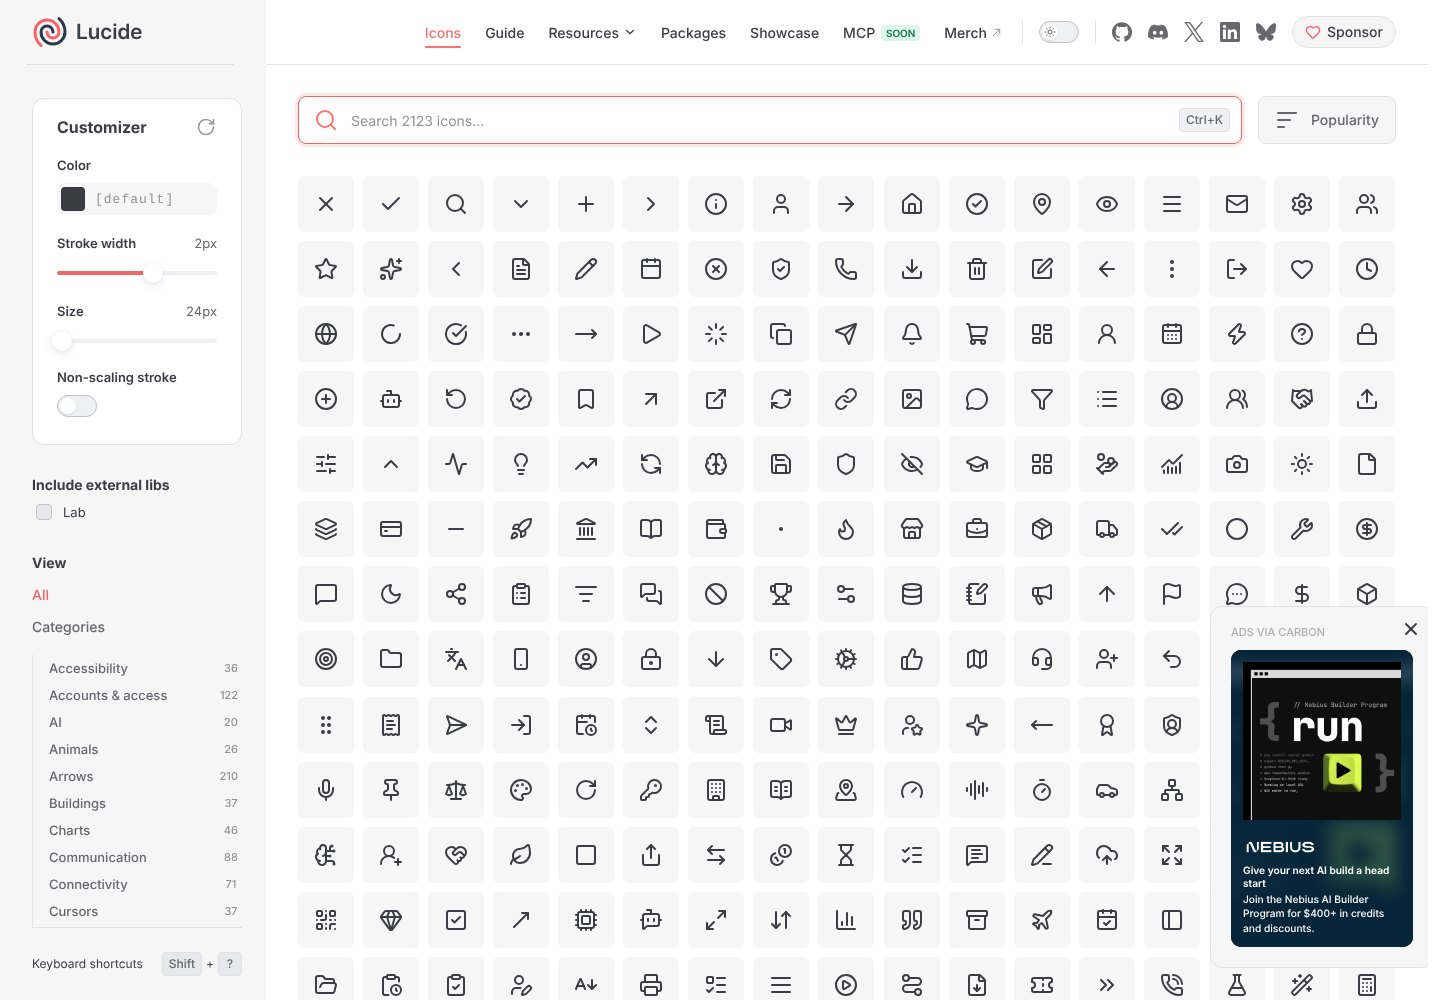 Lucide
Icons
Guide
Resources
Packages
Showcase
MCP SOON
Merch
Sponsor
Customizer
Color
[default]
Stroke width 2px
Size 24px
Non-scaling stroke
Include external libs
Lab
View
All
Categories
Accessibility 36
Accounts & access 122
AI 20
Animals 26
Arrows 210
Buildings 37
Charts 46
Communication 88
Connectivity 71
Cursors 37
Keyboard shortcuts Shift + ?
Search 2123 icons...
Ctrl+K
Popularity
ADS VIA CARBON
// Nebius Builder Program
{ run }
NEBIUS
Give your next AI build a head
start
Join the Nebius AI Builder
Program for $400+ in credits
and discounts.